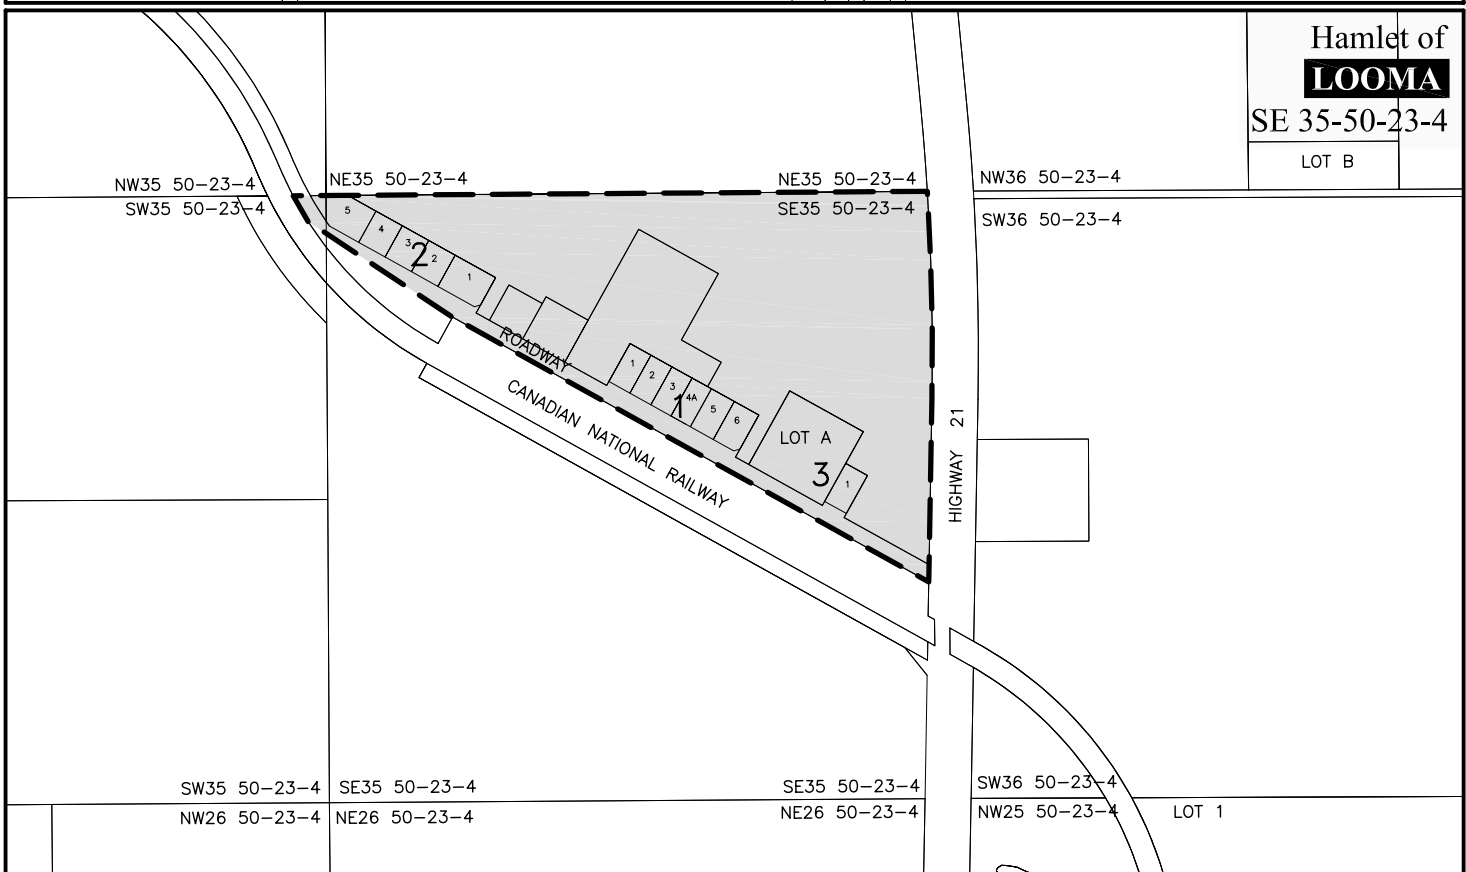 Hamlet of
LOOMA
SE 35-50-23-4
LOT B
NW35 50-23-4
NE35 50-23-4
NE35 50-23-4
NW36 50-23-4
SW35 50-23-4
SE35 50-23-4
SW36 50-23-4
5
4
3
2
2
1
ROADWAY
CANADIAN NATIONAL RAILWAY
1
2
3
4A
1
5
6
LOT A
3
1
HIGHWAY 21
SW35 50-23-4
SE35 50-23-4
SE35 50-23-4
SW36 50-23-4
NW26 50-23-4
NE26 50-23-4
NE26 50-23-4
NW25 50-23-4
LOT 1